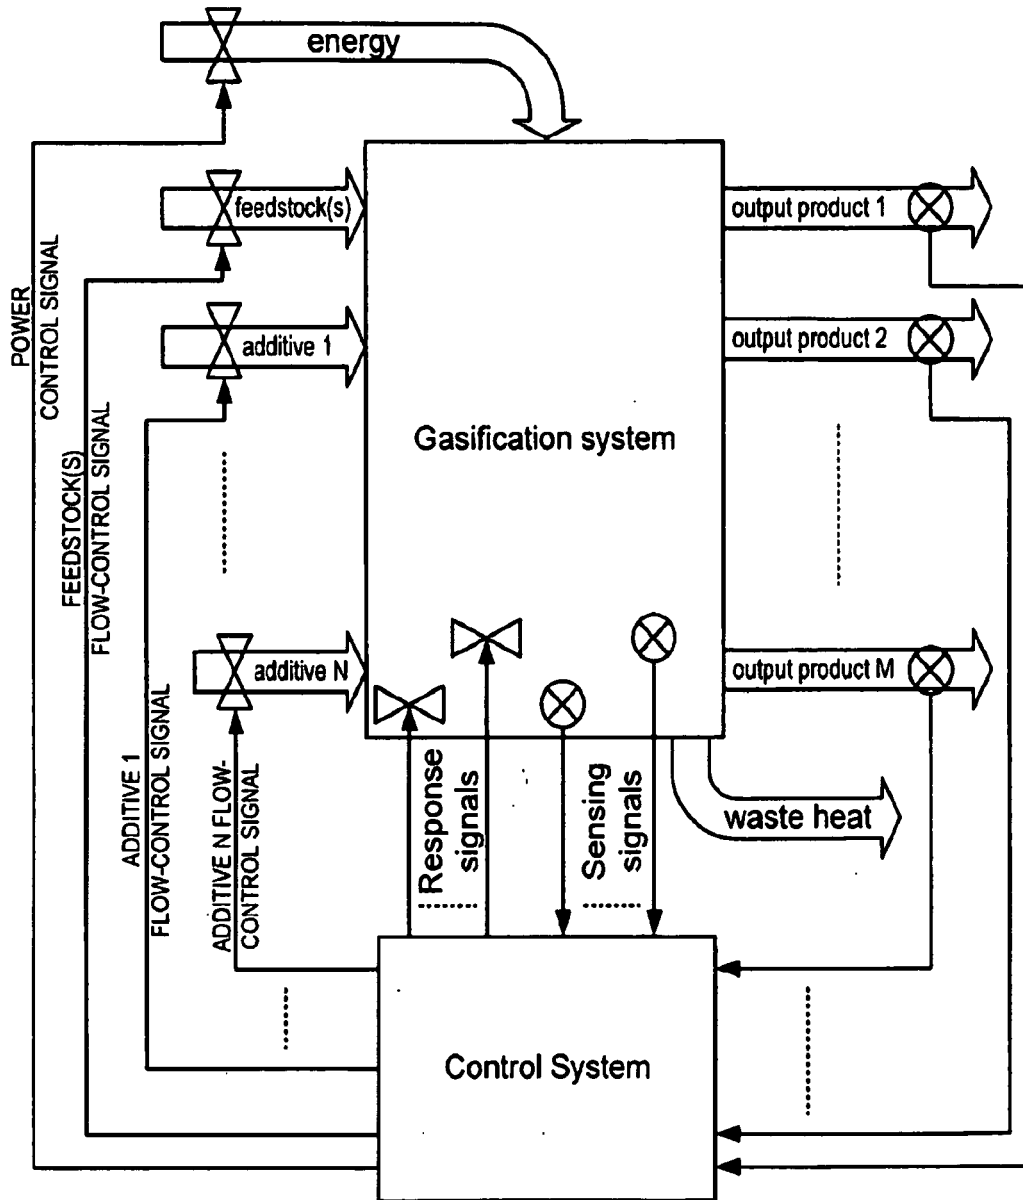 energy
feedstock(s)
output product 1
additive 1
output product 2
Gasification system
additive N
output product M
waste heat
POWER
CONTROL SIGNAL
FEEDSTOCK(S)
FLOW-CONTROL SIGNAL
ADDITIVE 1
FLOW-CONTROL SIGNAL
ADDITIVE N FLOW-
CONTROL SIGNAL
Response
signals
Sensing
signals
Control System